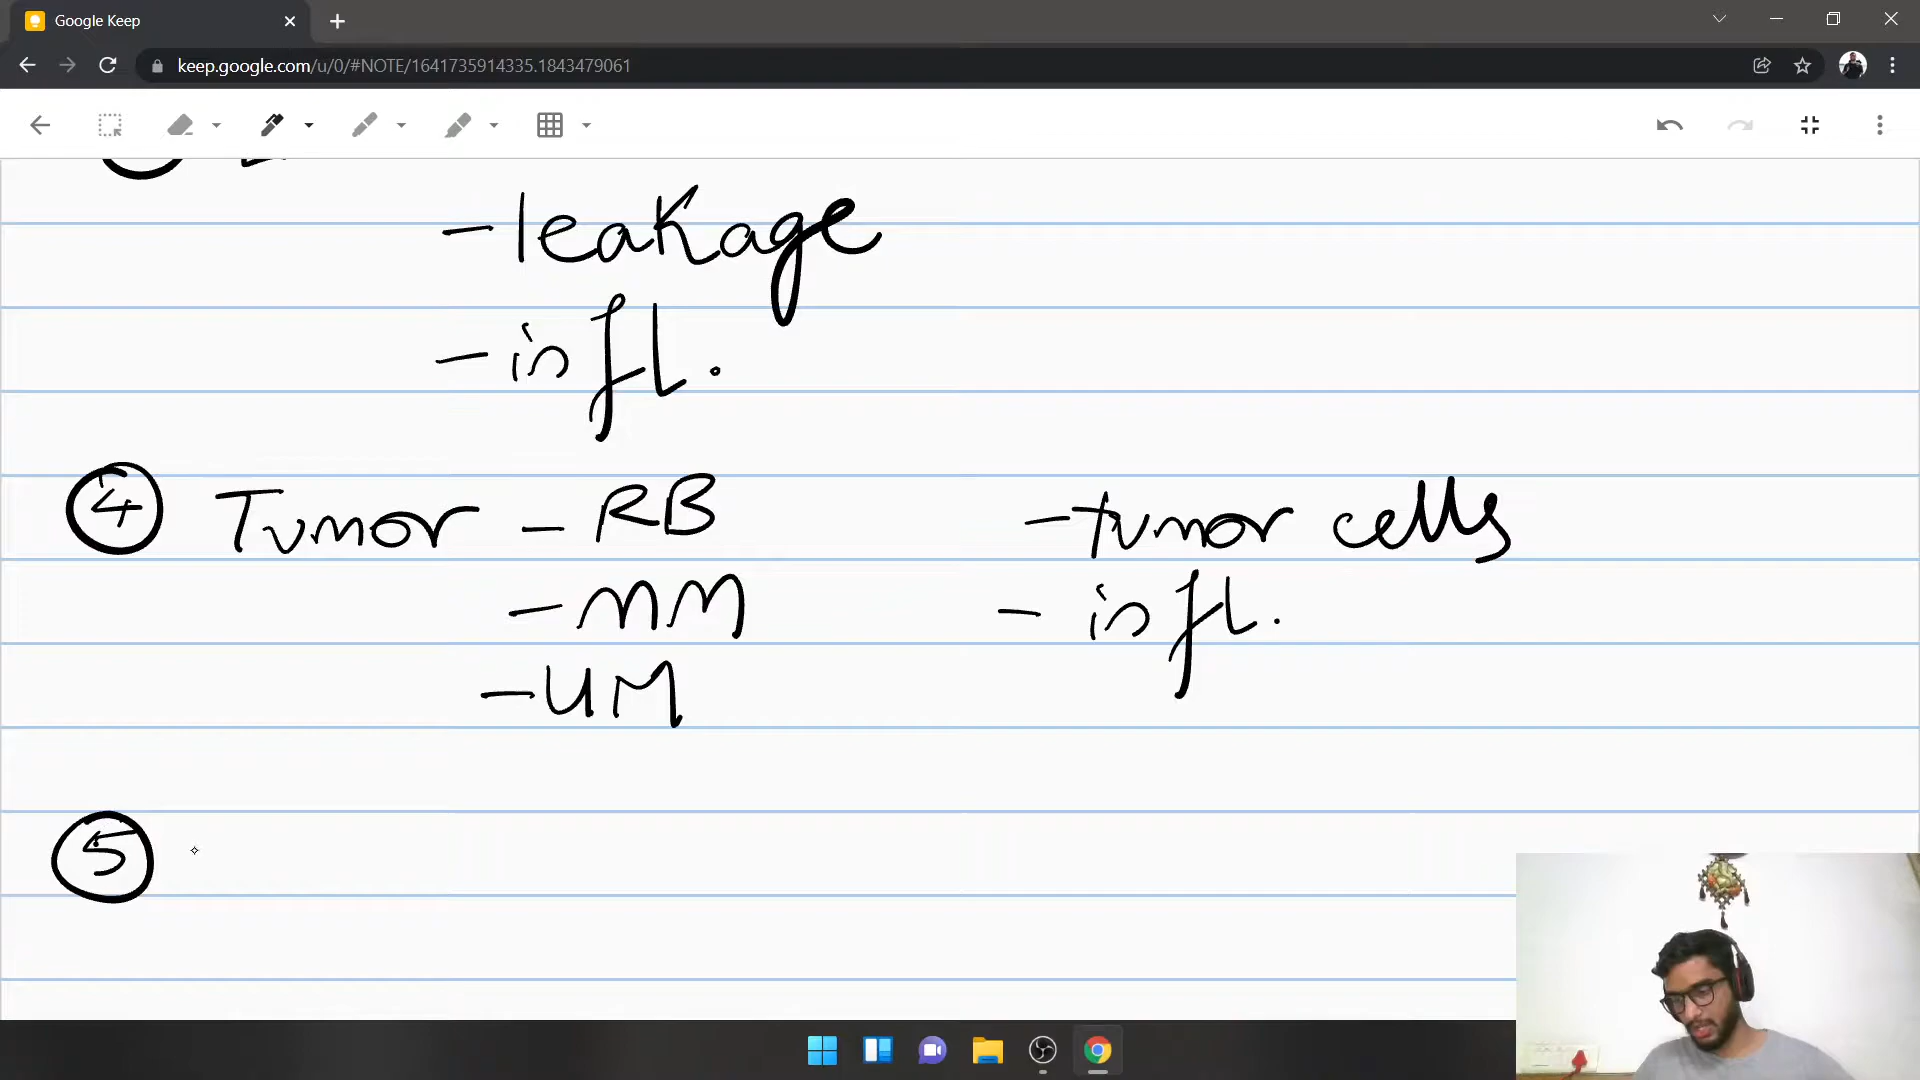 Google Keep
keep.google.com/u/0/#NOTE/1641735914335.1843479061
- leakage
- infl.
4 Tumor - RB - tumor cells
- MM - infl.
- UM
5